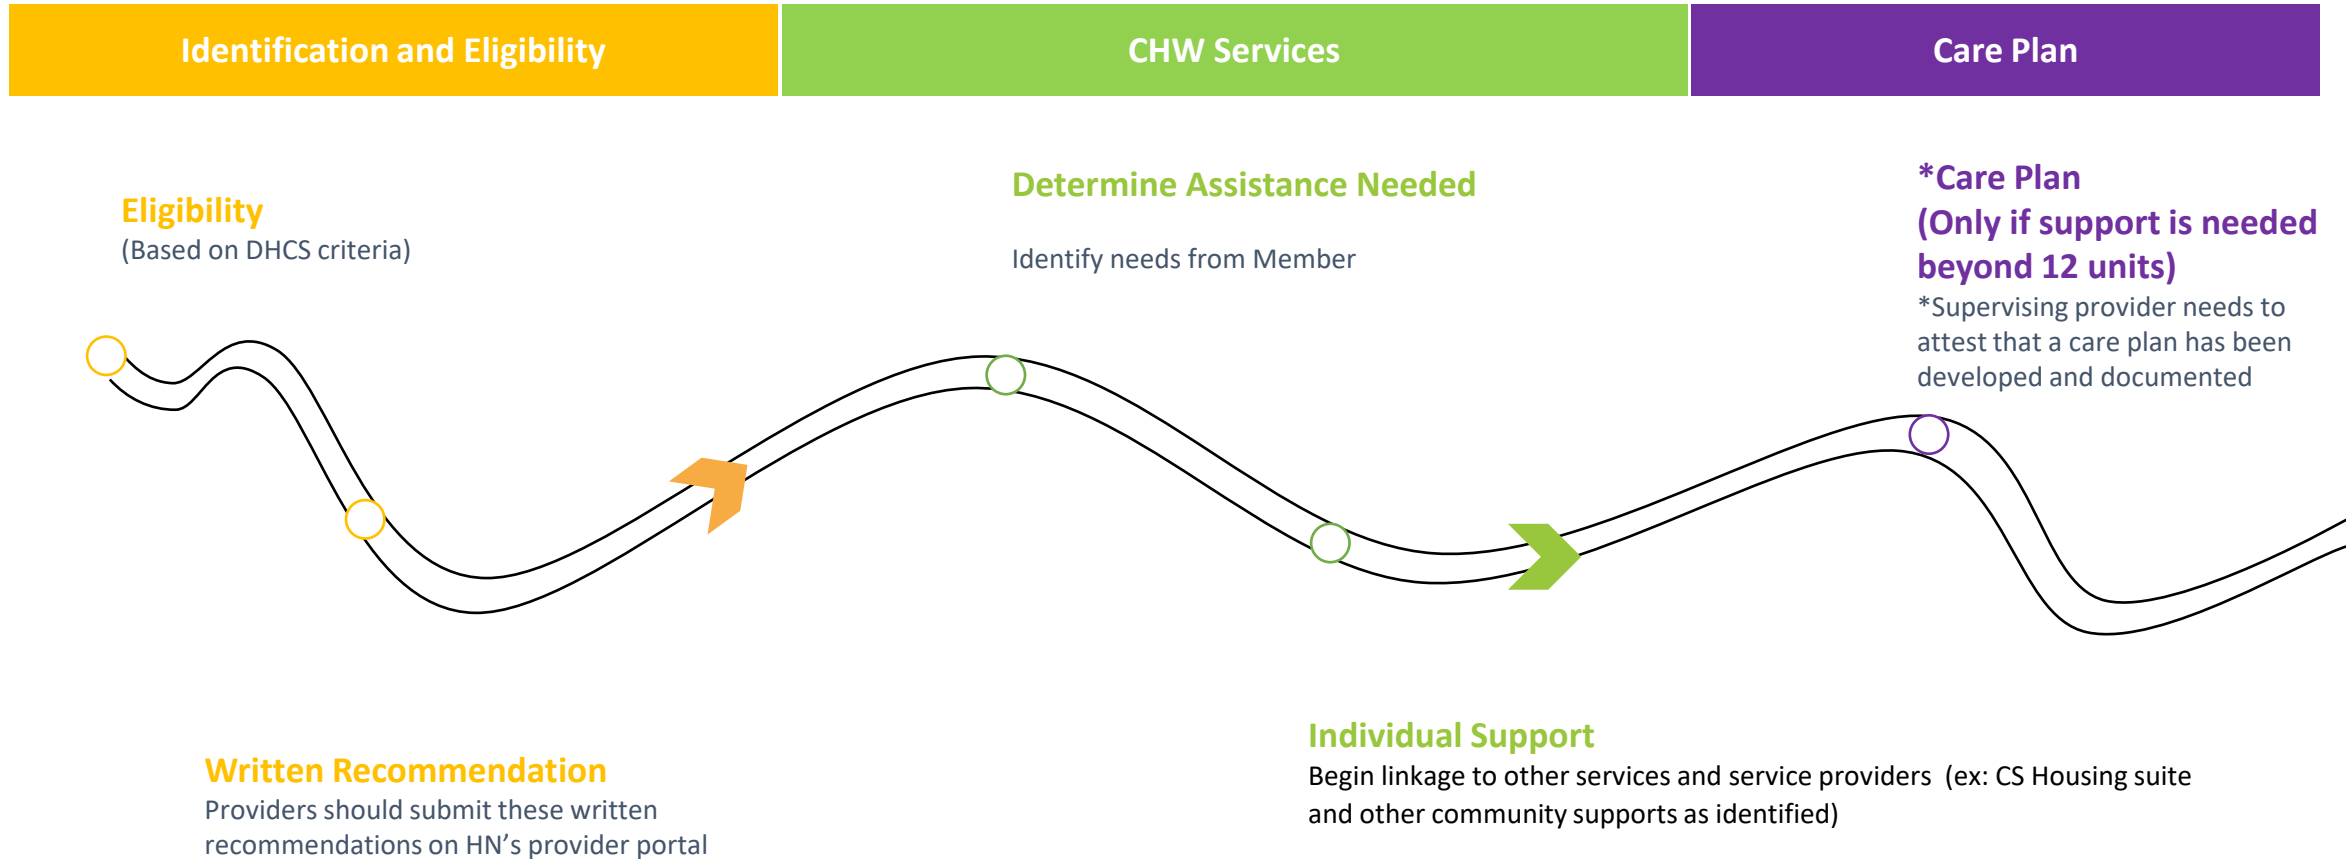 Identification and Eligibility
CHW Services
Care Plan
Eligibility
(Based on DHCS criteria)
Determine Assistance Needed
Identify needs from Member
*Care Plan
(Only if support is needed
beyond 12 units)
*Supervising provider needs to
attest that a care plan has been
developed and documented
Written Recommendation
Providers should submit these written
recommendations on HN’s provider portal
Individual Support
Begin linkage to other services and service providers (ex: CS Housing suite
and other community supports as identified)